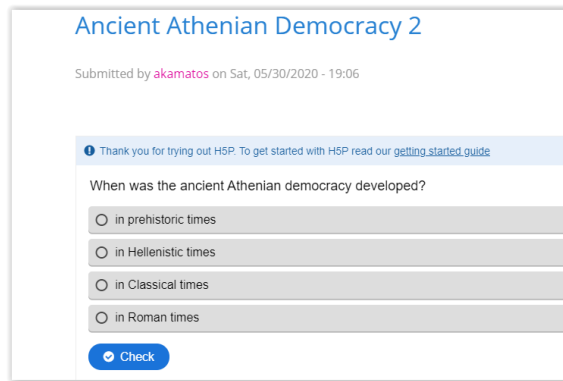 Ancient Athenian Democracy 2
Submitted by akamatos on Sat, 05/30/2020 - 19:06
Thank you for trying out H5P. To get started with H5P read our getting started guide
When was the ancient Athenian democracy developed?
in prehistoric times
in Hellenistic times
in Classical times
in Roman times
Check